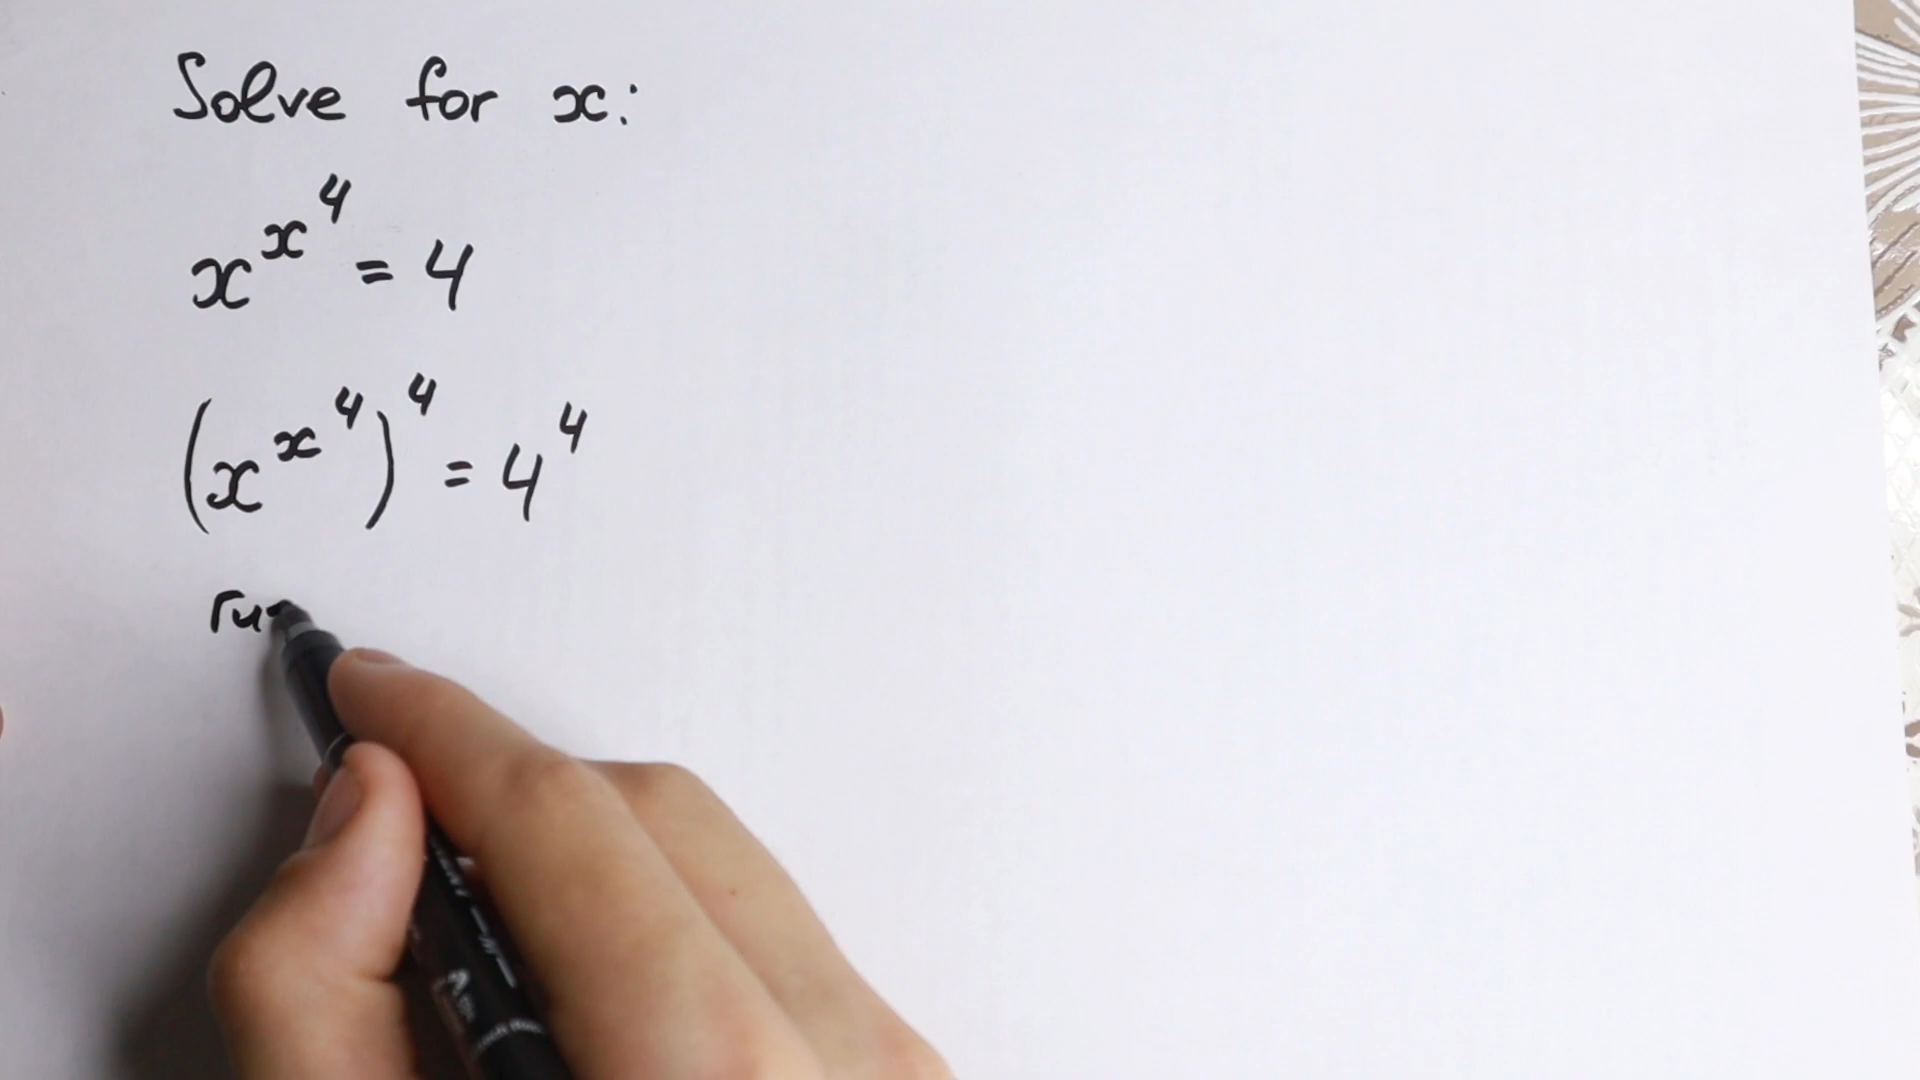 Solve for x:
x^{x^4} = 4
(x^{x^4})^4 = 4^4